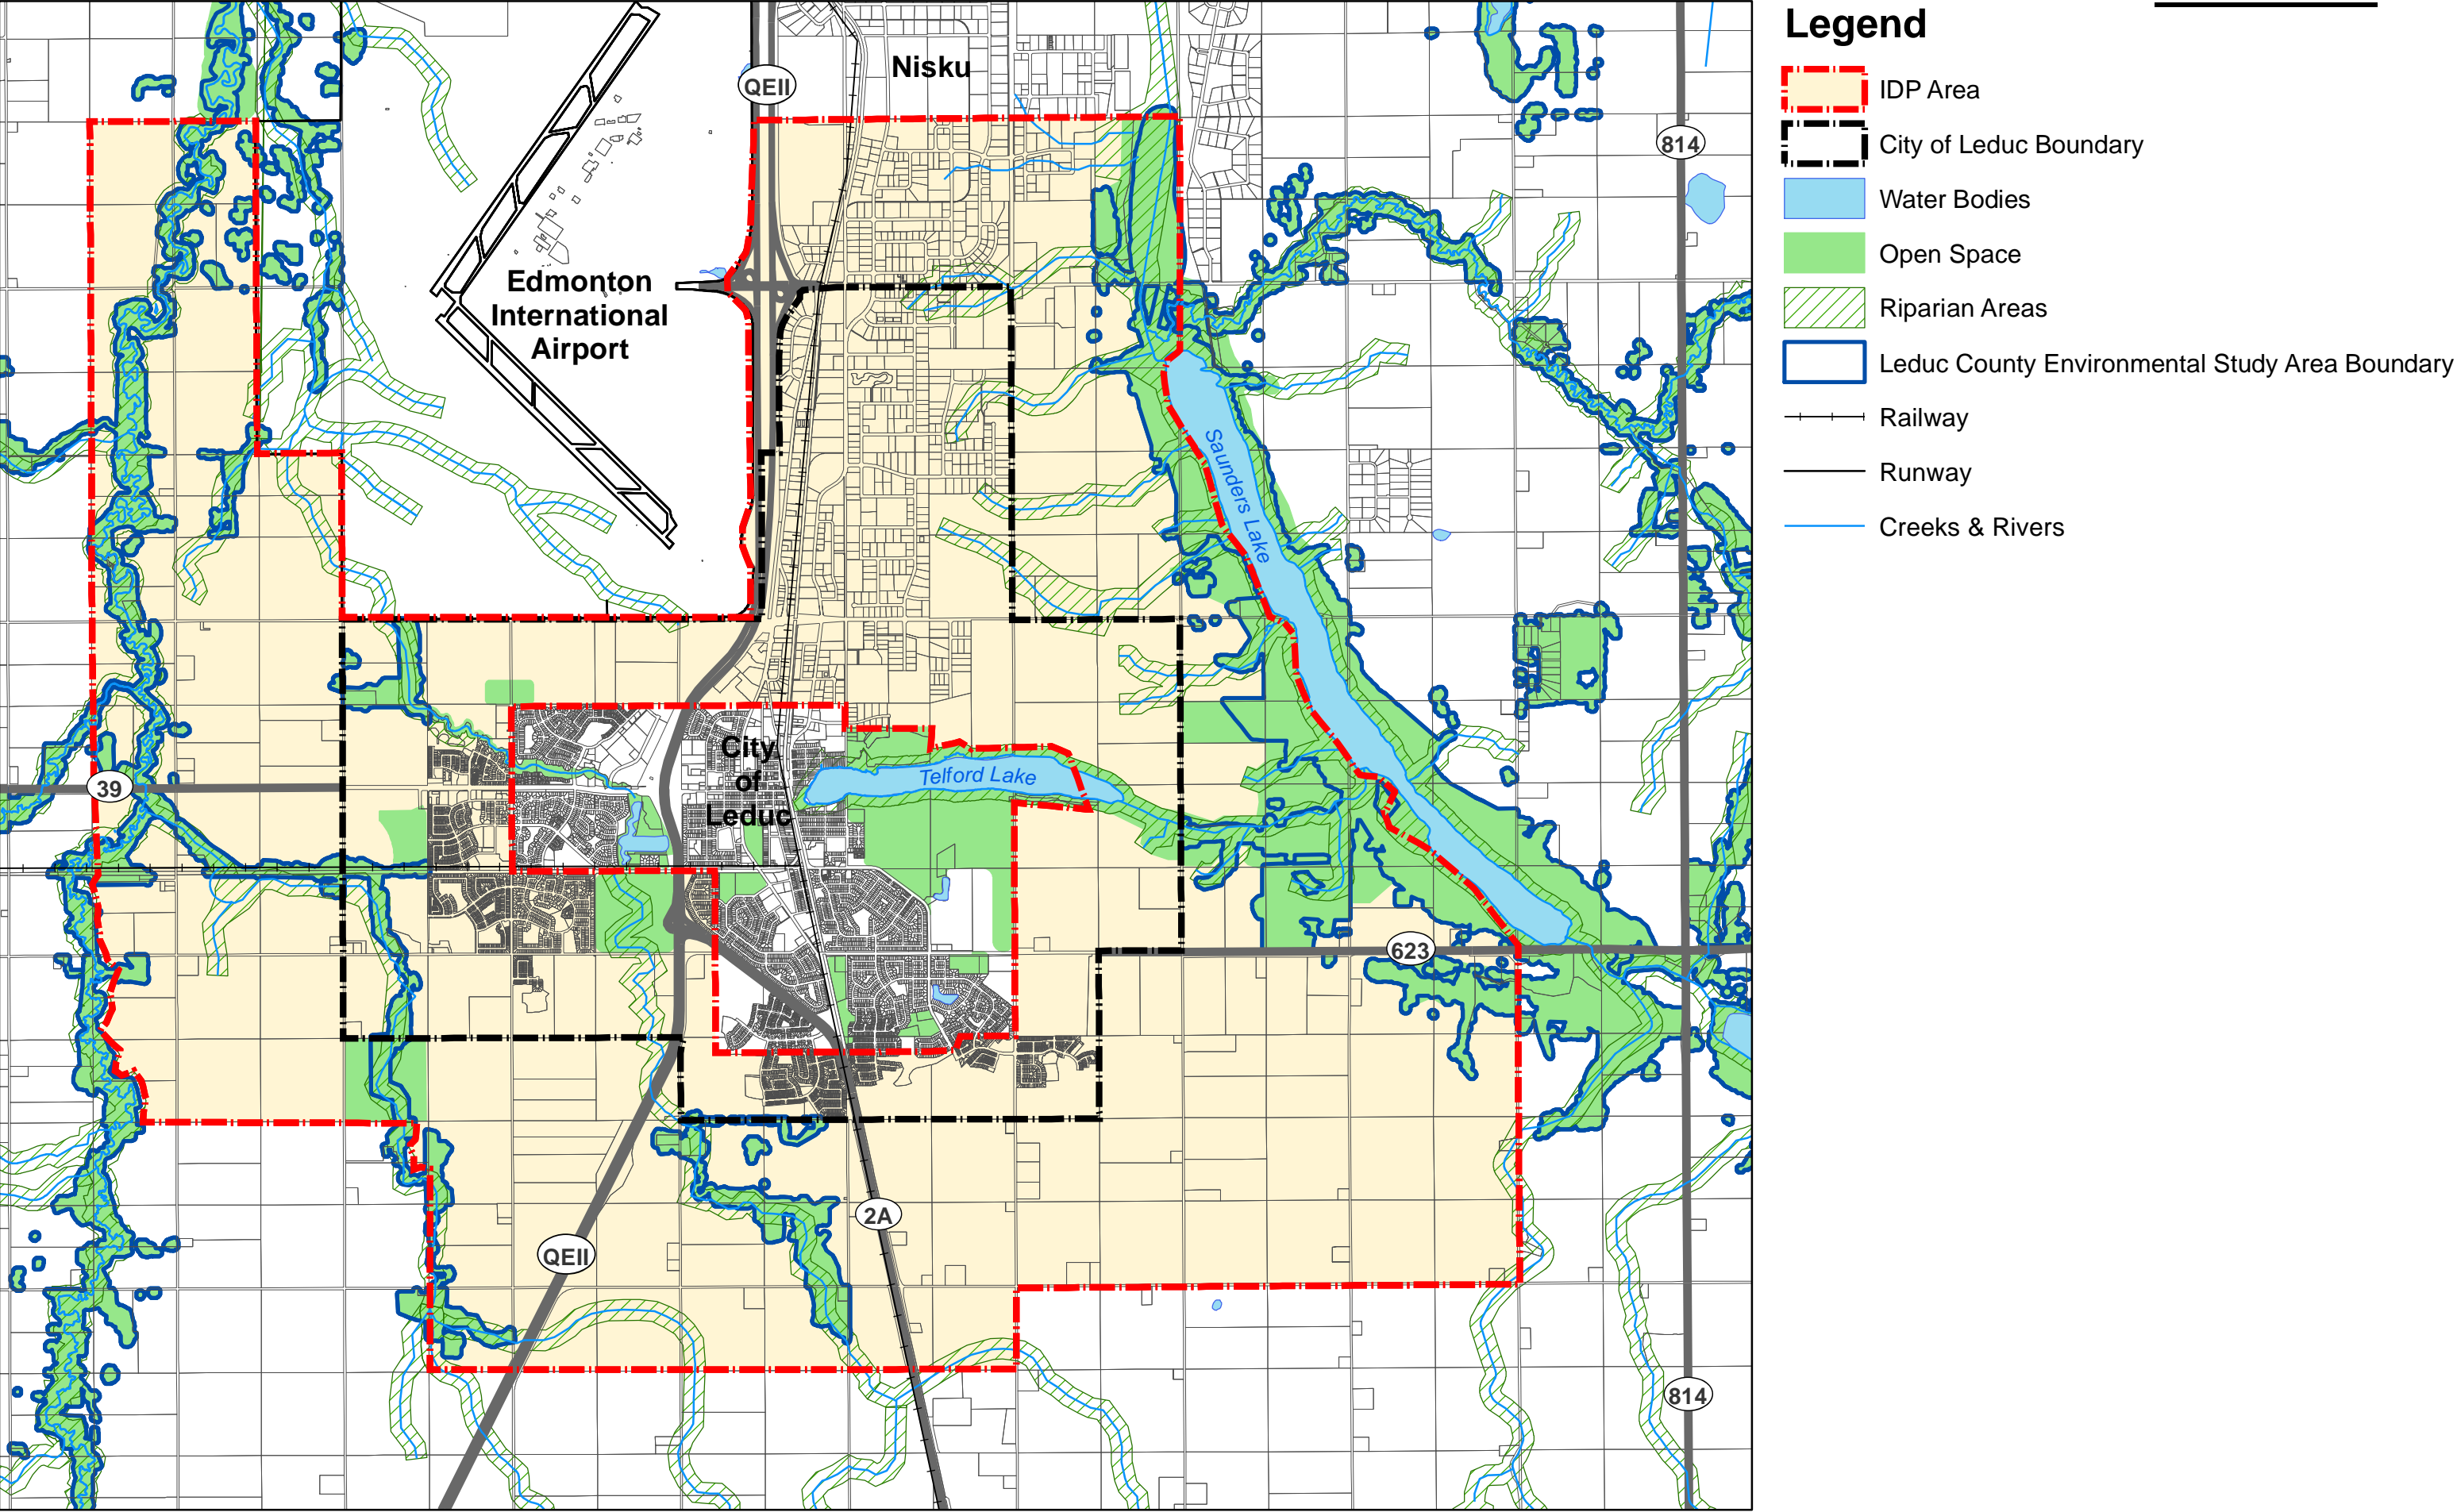 Nisku
QEII
814
Edmonton
International
Airport
Saunders Lake
City
of
Leduc
Telford Lake
39
623
2A
QEII
814
Legend
IDP Area
City of Leduc Boundary
Water Bodies
Open Space
Riparian Areas
Leduc County Environmental Study Area Boundary
Railway
Runway
Creeks & Rivers